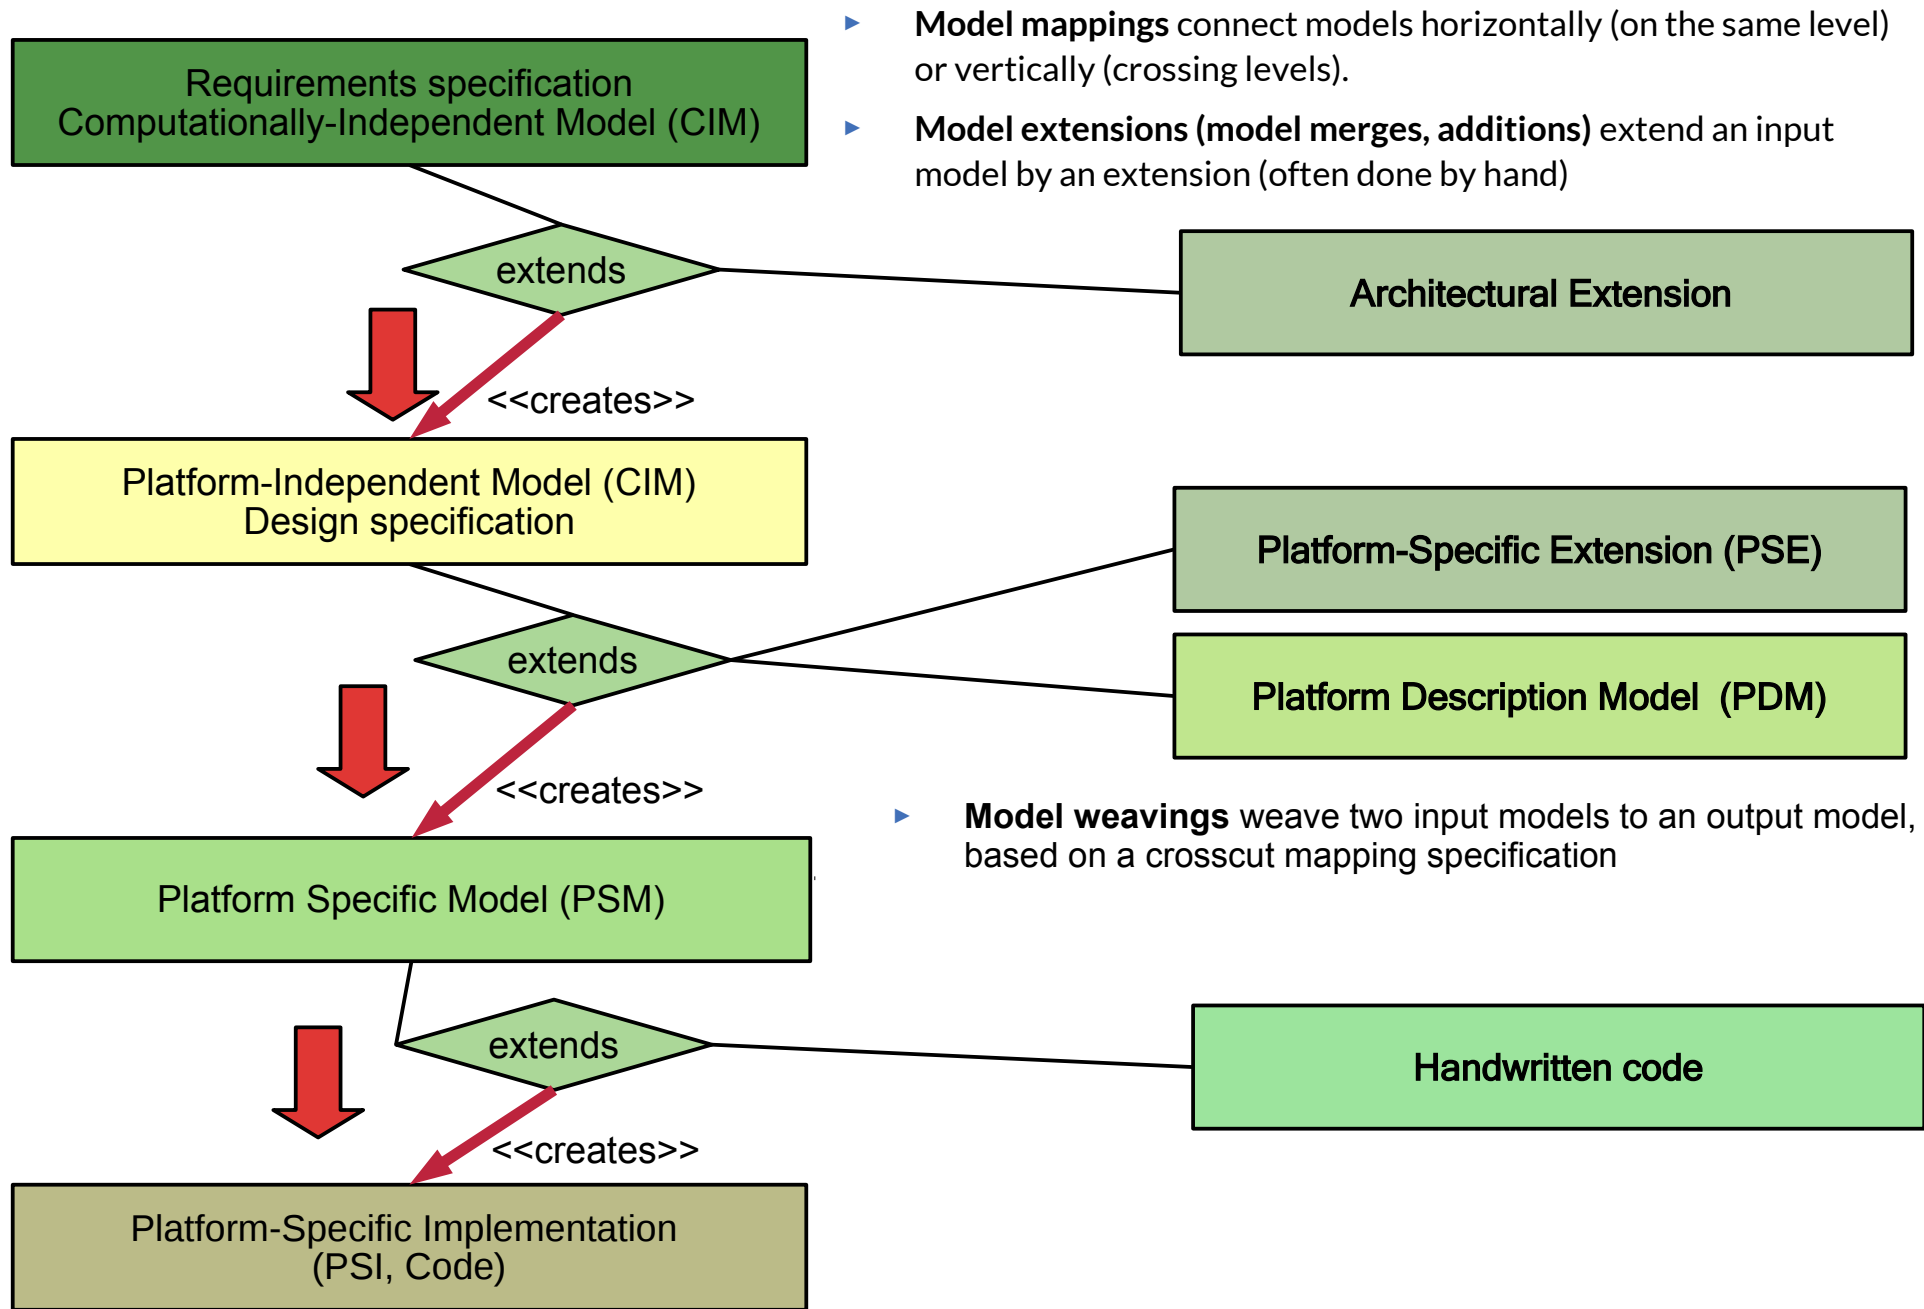 ► Model mappings connect models horizontally (on the same level)
or vertically (crossing levels).
► Model extensions (model merges, additions) extend an input
model by an extension (often done by hand)
Requirements specification
Computationally-Independent Model (CIM)
extends
Architectural Extension
<<creates>>
Platform-Independent Model (CIM)
Design specification
Platform-Specific Extension (PSE)
extends
Platform Description Model  (PDM)
<<creates>>
► Model weavings weave two input models to an output model,
based on a crosscut mapping specification
Platform Specific Model (PSM)
extends
Handwritten code
<<creates>>
Platform-Specific Implementation
(PSI, Code)